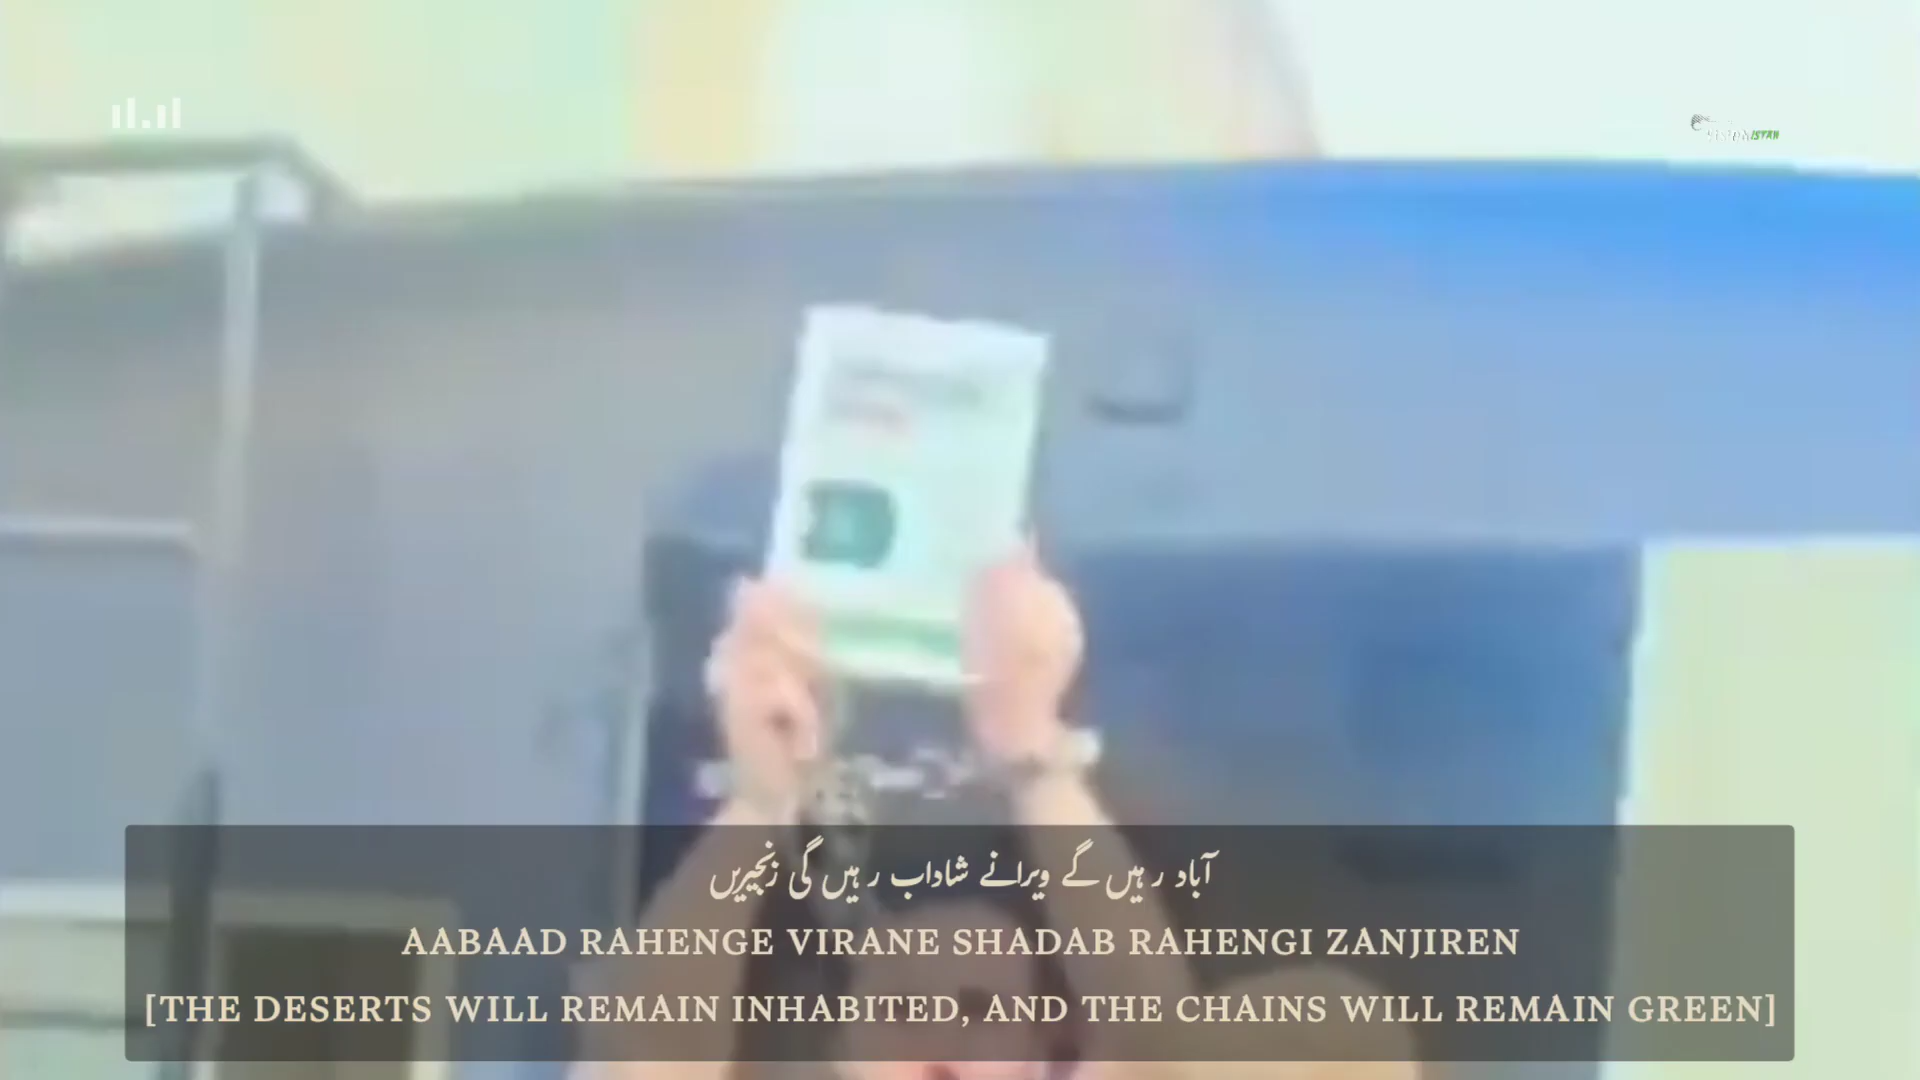 آباد رہیں گے ویرانے شاداب رہیں گی زنجیریں
AABAAD RAHENGE VIRANE SHADAB RAHENGI ZANJIREN
[THE DESERTS WILL REMAIN INHABITED, AND THE CHAINS WILL REMAIN GREEN]